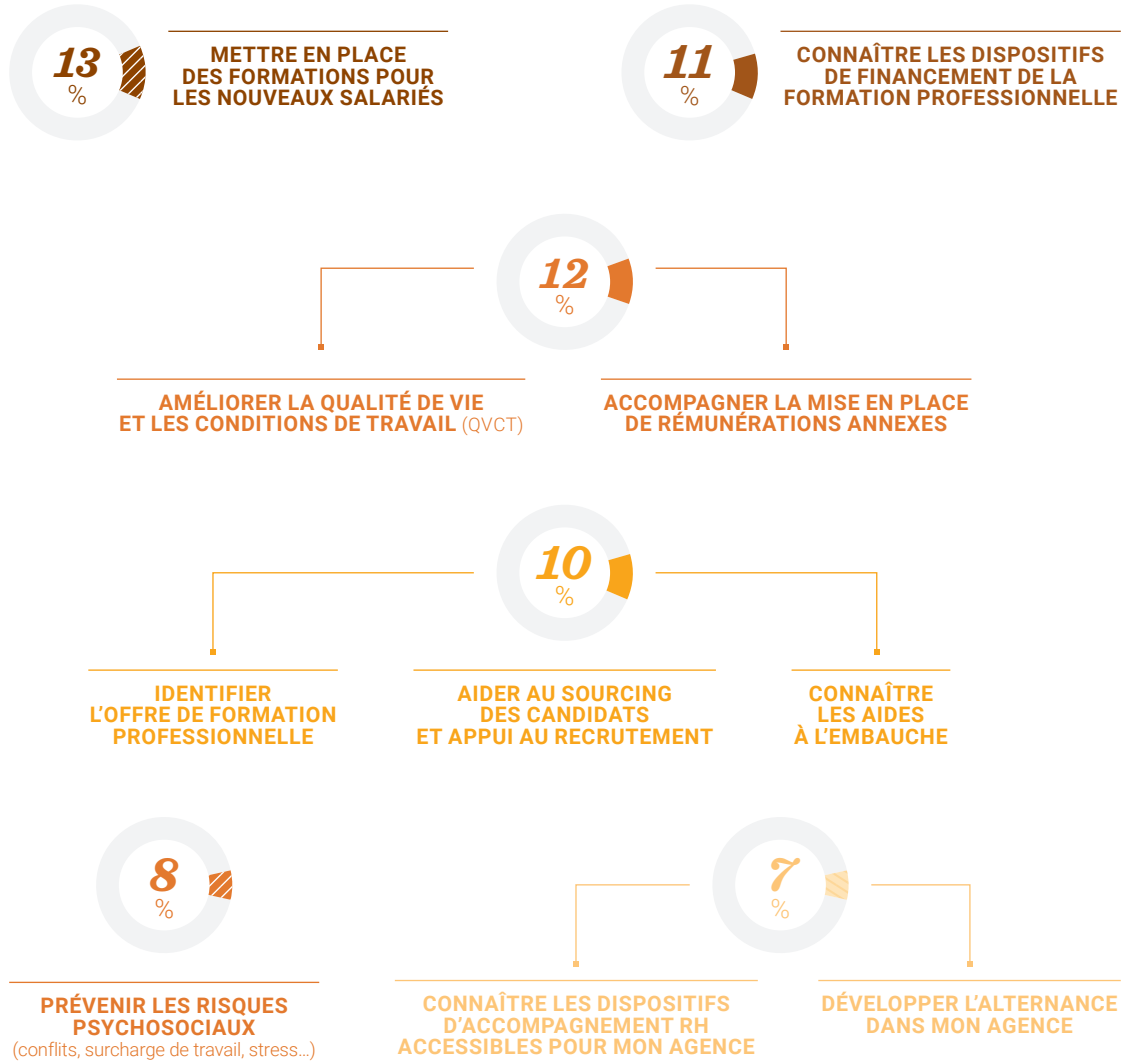 13
%
METTRE EN PLACE
DES FORMATIONS POUR
LES NOUVEAUX SALARIÉS
11
%
CONNAÎTRE LES DISPOSITIFS
DE FINANCEMENT DE LA
FORMATION PROFESSIONNELLE
12
%
AMÉLIORER LA QUALITÉ DE VIE
ET LES CONDITIONS DE TRAVAIL (QVCT)
ACCOMPAGNER LA MISE EN PLACE
DE RÉMUNÉRATIONS ANNEXES
10
%
IDENTIFIER
L'OFFRE DE FORMATION
PROFESSIONNELLE
AIDER AU SOURCING
DES CANDIDATS
ET APPUI AU RECRUTEMENT
CONNAÎTRE
LES AIDES
À L'EMBAUCHE
8
%
PRÉVENIR LES RISQUES
PSYCHOSOCIAUX
(conflits, surcharge de travail, stress...)
7
%
CONNAÎTRE LES DISPOSITIFS
D'ACCOMPAGNEMENT RH
ACCESSIBLES POUR MON AGENCE
DÉVELOPPER L'ALTERNANCE
DANS MON AGENCE